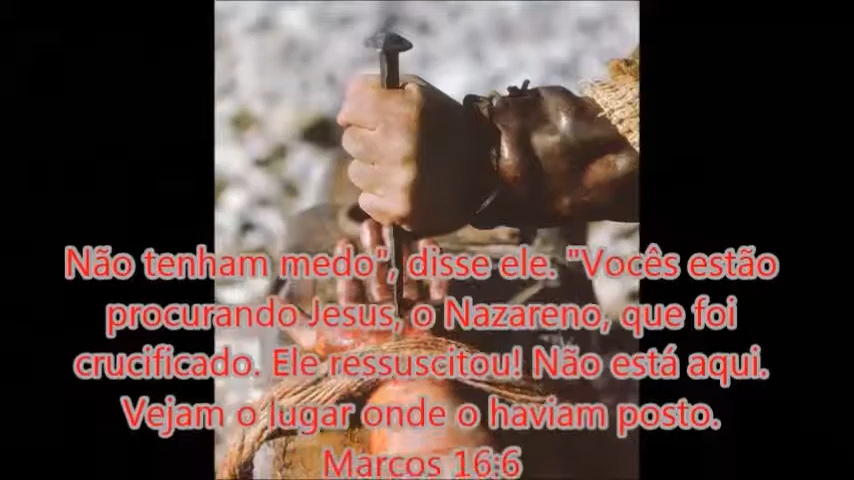 Não tenham medo", disse ele. "Vocês estão
procurando Jesus, o Nazareno, que foi
crucificado. Ele ressuscitou! Não está aqui.
Vejam o lugar onde o haviam posto.
Marcos 16:6